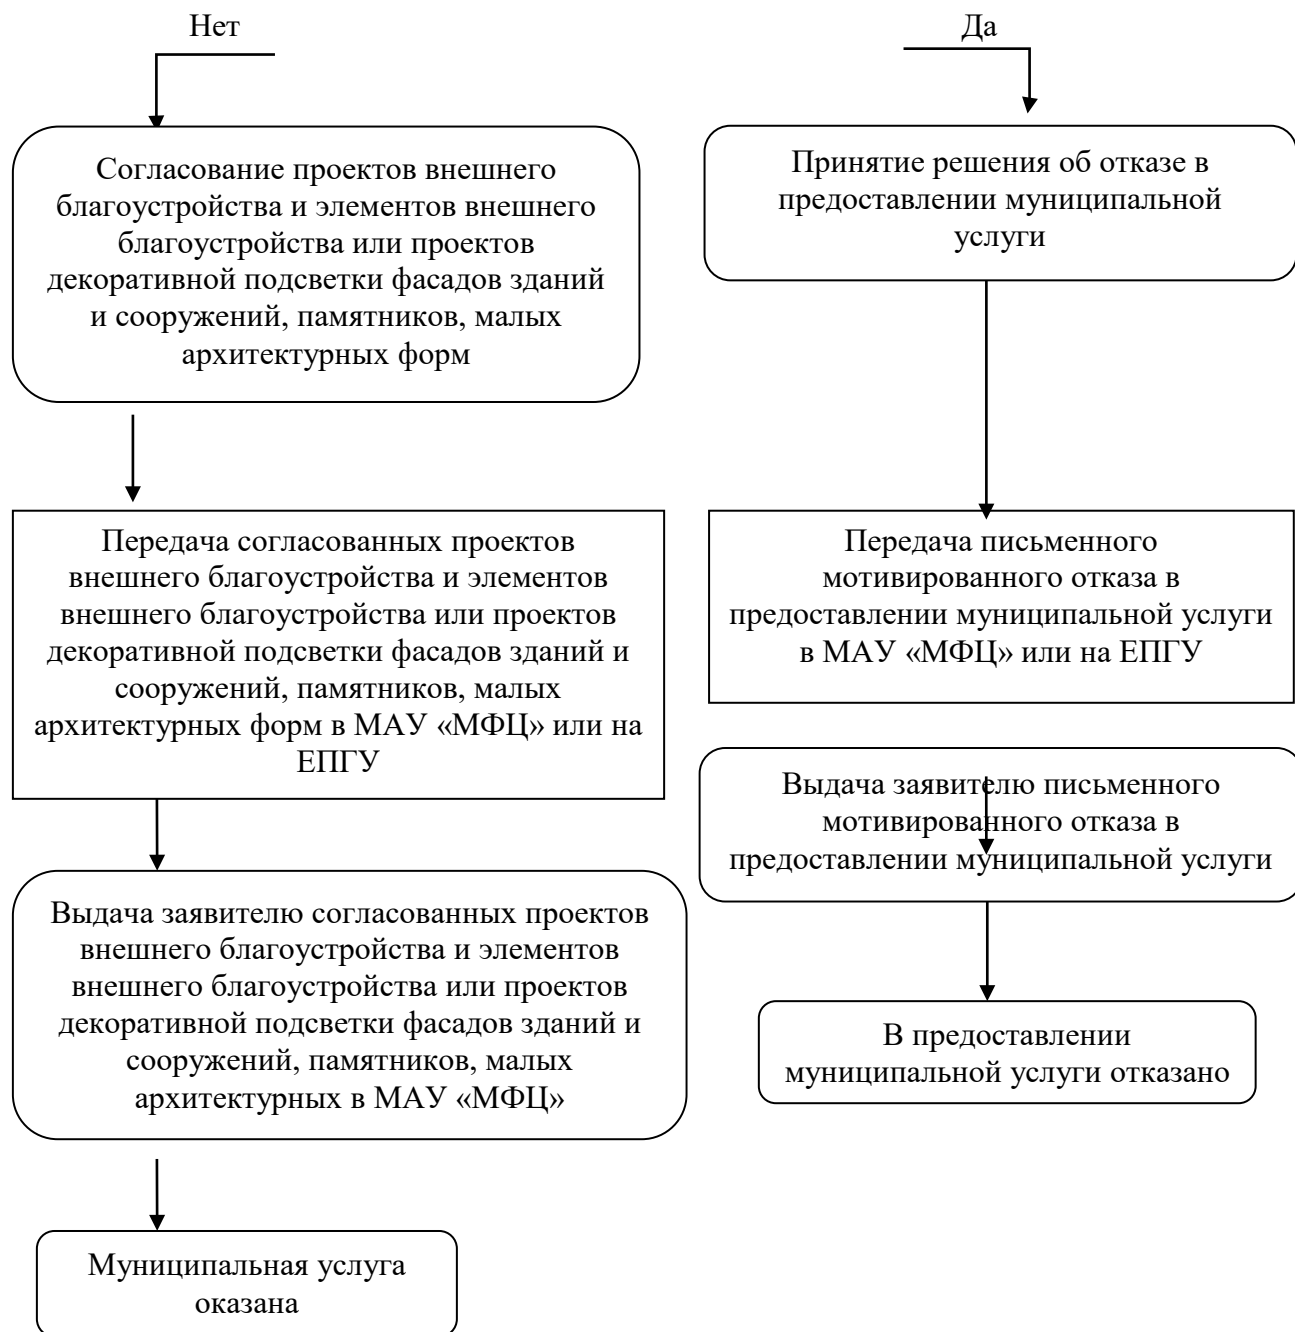 Нет
Согласование проектов внешнего
благоустройства и элементов внешнего
благоустройства или проектов
декоративной подсветки фасадов зданий
и сооружений, памятников, малых
архитектурных форм
Передача согласованных проектов
внешнего благоустройства и элементов
внешнего благоустройства или проектов
декоративной подсветки фасадов зданий и
сооружений, памятников, малых
архитектурных форм в МАУ «МФЦ» или на
ЕПГУ
Выдача заявителю согласованных проектов
внешнего благоустройства и элементов
внешнего благоустройства или проектов
декоративной подсветки фасадов зданий и
сооружений, памятников, малых
архитектурных в МАУ «МФЦ»
Муниципальная услуга
оказана
Да
Принятие решения об отказе в
предоставлении муниципальной
услуги
Передача письменного
мотивированного отказа в
предоставлении муниципальной услуги
в МАУ «МФЦ» или на ЕПГУ
Выдача заявителю письменного
мотивированного отказа в
предоставлении муниципальной услуги
В предоставлении
муниципальной услуги отказано